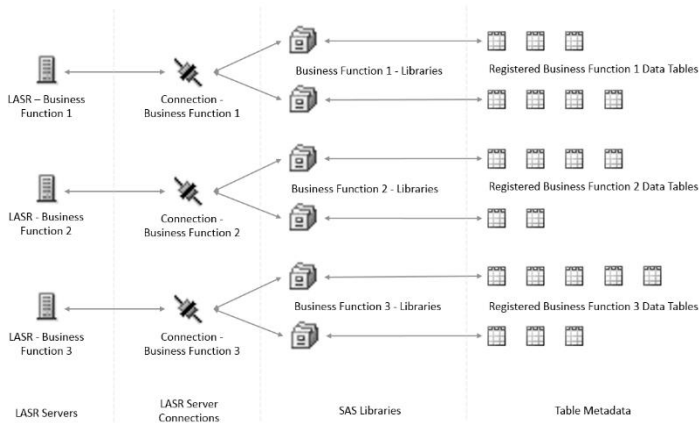 LASR – Business
Function 1
Connection -
Business Function 1
Business Function 1 - Libraries
Registered Business Function 1 Data Tables
LASR - Business
Function 2
Connection -
Business Function 2
Business Function 2 - Libraries
Registered Business Function 2 Data Tables
LASR - Business
Function 3
Connection -
Business Function 3
Business Function 3 - Libraries
Registered Business Function 3 Data Tables
LASR Servers
LASR Server
Connections
SAS Libraries
Table Metadata